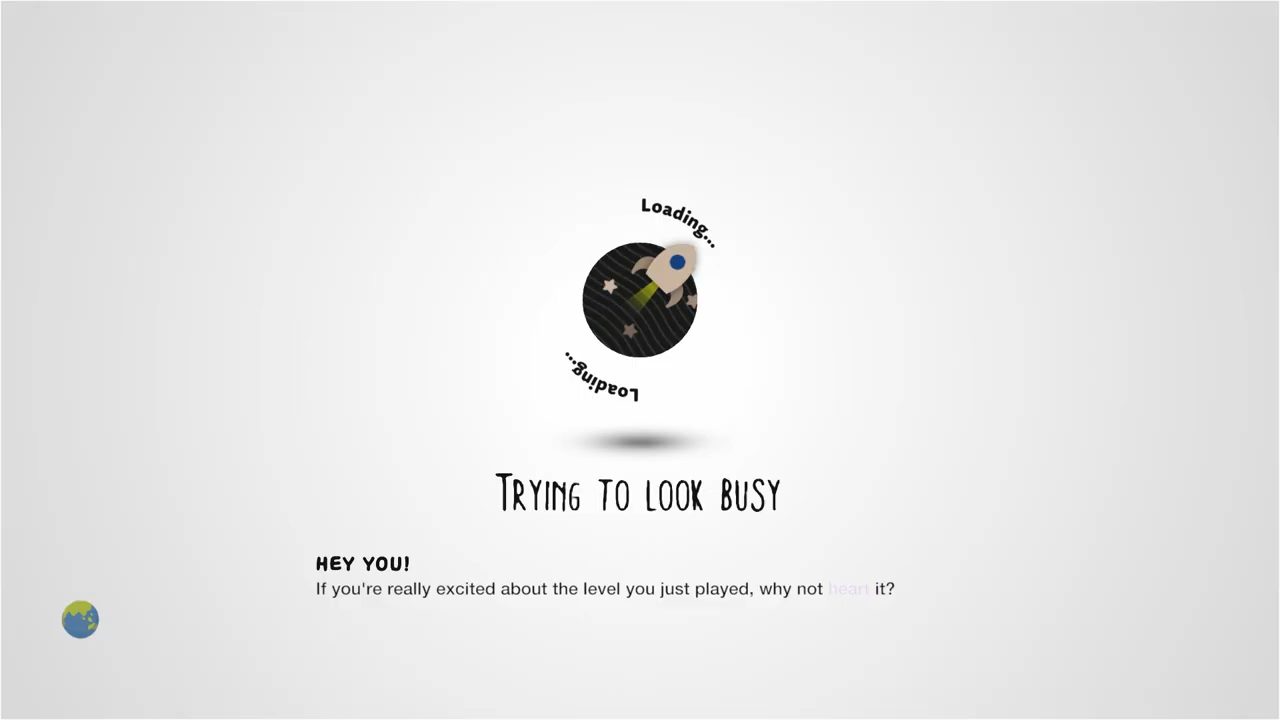 Loading...
Loading...
TRYING TO LOOK BUSY
HEY YOU!
If you're really excited about the level you just played, why not heart it?